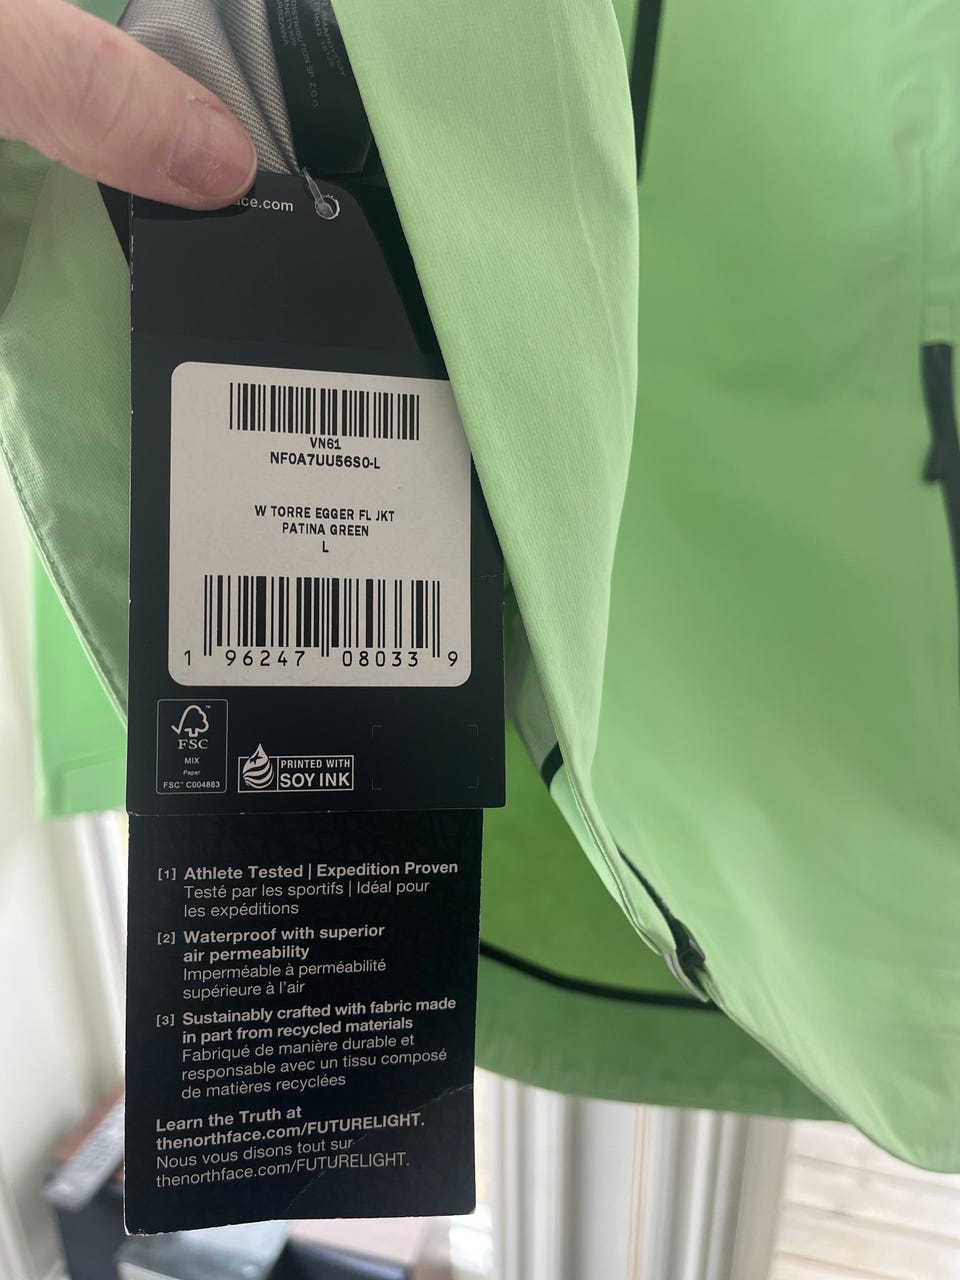 DISTRIBUTION SP. Z O.O
ace.com
VN61
NF0A7UU56S0-L
W TORRE EGGER FL JKT
PATINA GREEN
L
1 96247 08033 9
FSC™
MIX
Paper
FSC™ C004883
PRINTED WITH
SOY INK
[1] Athlete Tested | Expedition Proven
Testé par les sportifs | Idéal pour
les expéditions
[2] Waterproof with superior
air permeability
Imperméable à perméabilité
supérieure à l'air
[3] Sustainably crafted with fabric made
in part from recycled materials
Fabriqué de manière durable et
responsable avec un tissu composé
de matières recyclées
Learn the Truth at
thenorthface.com/FUTURELIGHT.
Nous vous disons tout sur
thenorthface.com/FUTURELIGHT.